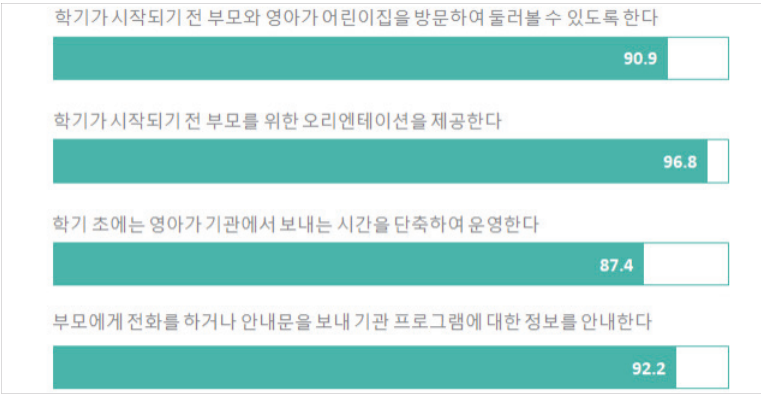 학기가 시작되기 전 부모와 영아가 어린이집을 방문하여 둘러볼 수 있도록 한다
90.9
학기가 시작되기 전 부모를 위한 오리엔테이션을 제공한다
96.8
학기 초에는 영아가 기관에서 보내는 시간을 단축하여 운영한다
87.4
부모에게 전화를 하거나 안내문을 보내 기관 프로그램에 대한 정보를 안내한다
92.2